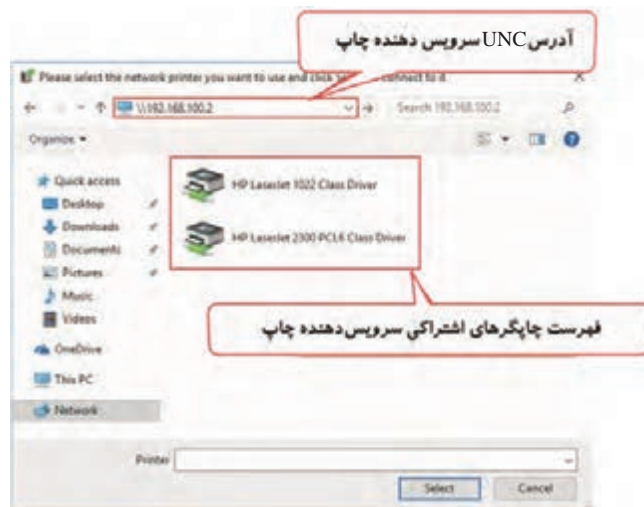 آدرس UNC سرویس دهنده چاپ
Please select the network printer you want to use and click connect to it
\\192.168.100.2
Search 192.168.100.2
Organize
Quick access
Desktop
Downloads
Documents
Pictures
Music
Videos
OneDrive
This PC
Network
HP LaserJet 1022 Class Driver
HP LaserJet 2300 PCL6 Class Driver
فهرست چاپگرهای اشتراکی سرویس‌دهنده چاپ
Printer
Select
Cancel